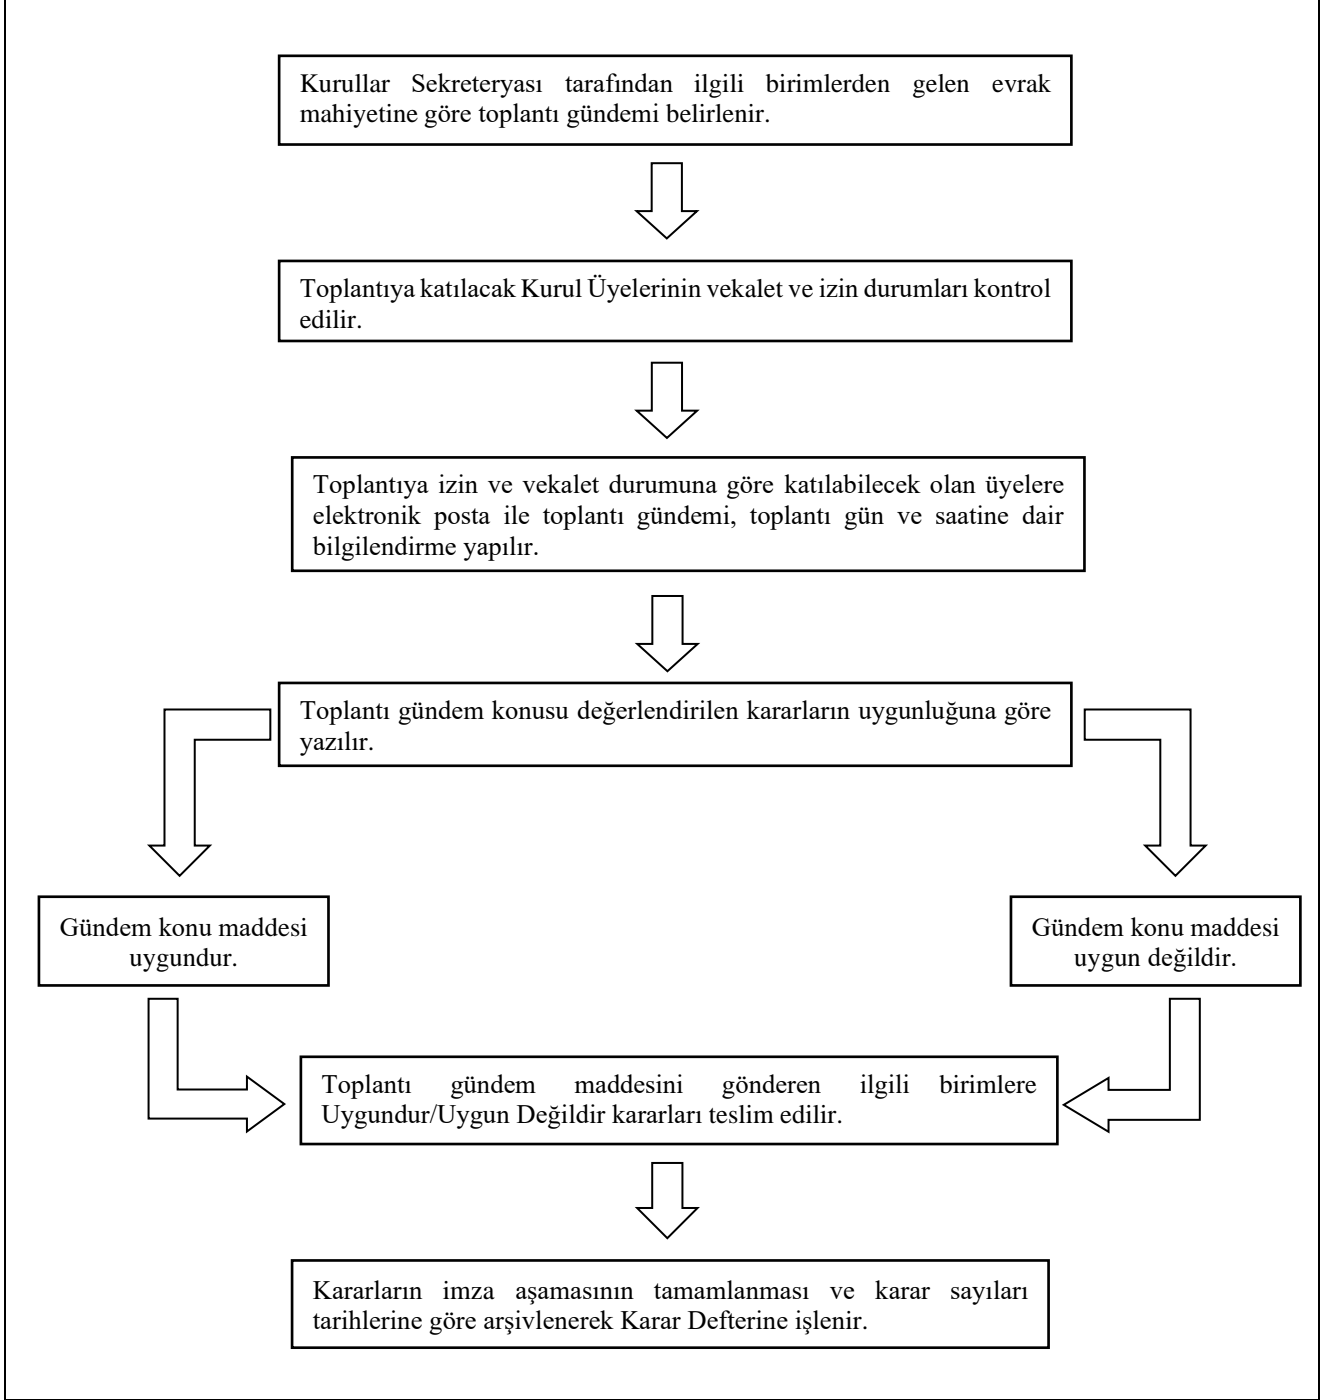 Kurullar Sekreteryası tarafından ilgili birimlerden gelen evrak
mahiyetine göre toplantı gündemi belirlenir.
Toplantıya katılacak Kurul Üyelerinin vekalet ve izin durumları kontrol
edilir.
Toplantıya izin ve vekalet durumuna göre katılabilecek olan üyelere
elektronik posta ile toplantı gündemi, toplantı gün ve saatine dair
bilgilendirme yapılır.
Toplantı gündem konusu değerlendirilen kararların uygunluğuna göre
yazılır.
Gündem konu maddesi
uygundur.
Gündem konu maddesi
uygun değildir.
Toplantı gündem maddesini gönderen ilgili birimlere
Uygundur/Uygun Değildir kararları teslim edilir.
Kararların imza aşamasının tamamlanması ve karar sayıları
tarihlerine göre arşivlenerek Karar Defterine işlenir.